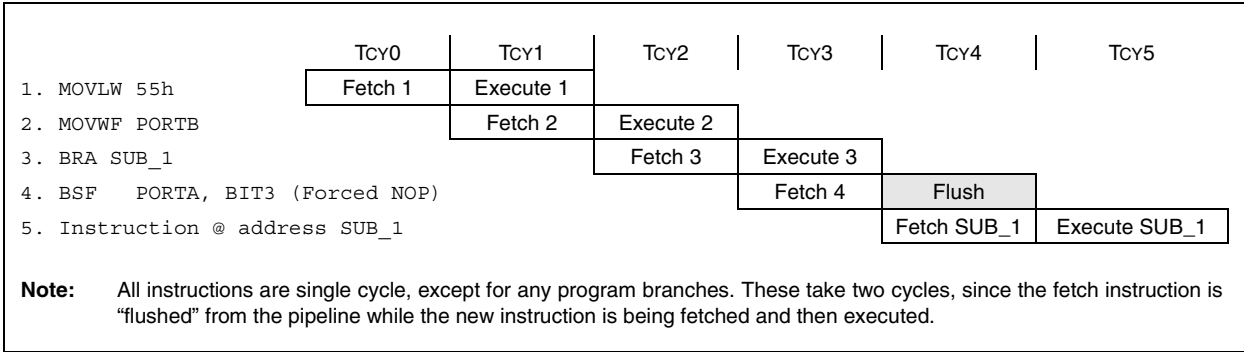 TCY0 TCY1 TCY2 TCY3 TCY4 TCY5
1. MOVLW 55h Fetch 1 Execute 1
2. MOVWF PORTB Fetch 2 Execute 2
3. BRA SUB_1 Fetch 3 Execute 3
4. BSF PORTA, BIT3 (Forced NOP) Fetch 4 Flush
5. Instruction @ address SUB_1 Fetch SUB_1 Execute SUB_1
Note: All instructions are single cycle, except for any program branches. These take two cycles, since the fetch instruction is
“flushed” from the pipeline while the new instruction is being fetched and then executed.